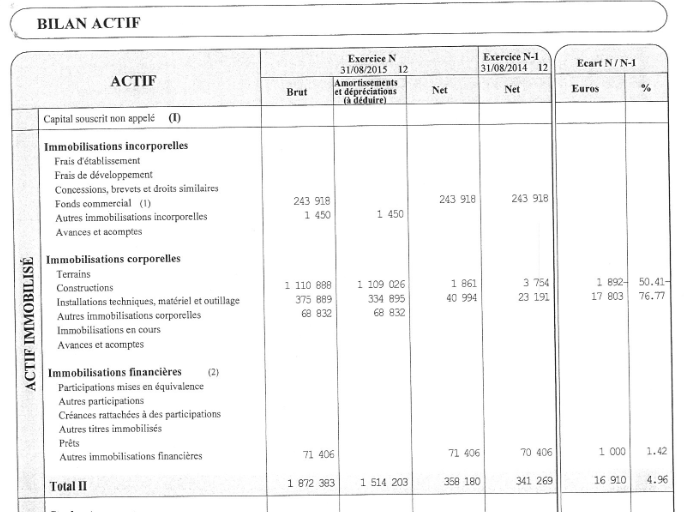 BILAN ACTIF
ACTIF
Exercice N
31/08/2015 12
Exercice N-1
31/08/2014 12
Ecart N / N-1
Brut
Amortissements
et dépréciations
(à déduire)
Net
Net
Euros
%
ACTIF IMMOBILISÉ
Capital souscrit non appelé (I)
Immobilisations incorporelles
Frais d'établissement
Frais de développement
Concessions, brevets et droits similaires
Fonds commercial (1) 243 918 243 918 243 918
Autres immobilisations incorporelles 1 450 1 450
Avances et acomptes
Immobilisations corporelles
Terrains
Constructions 1 110 888 1 109 026 1 861 3 754 1 892- 50.41-
Installations techniques, matériel et outillage 375 889 334 895 40 994 23 191 17 803 76.77
Autres immobilisations corporelles 68 832 68 832
Immobilisations en cours
Avances et acomptes
Immobilisations financières (2)
Participations mises en équivalence
Autres participations
Créances rattachées à des participations
Autres titres immobilisés
Prêts
Autres immobilisations financières 71 406 71 406 70 406 1 000 1.42
Total II 1 872 383 1 514 203 358 180 341 269 16 910 4.96